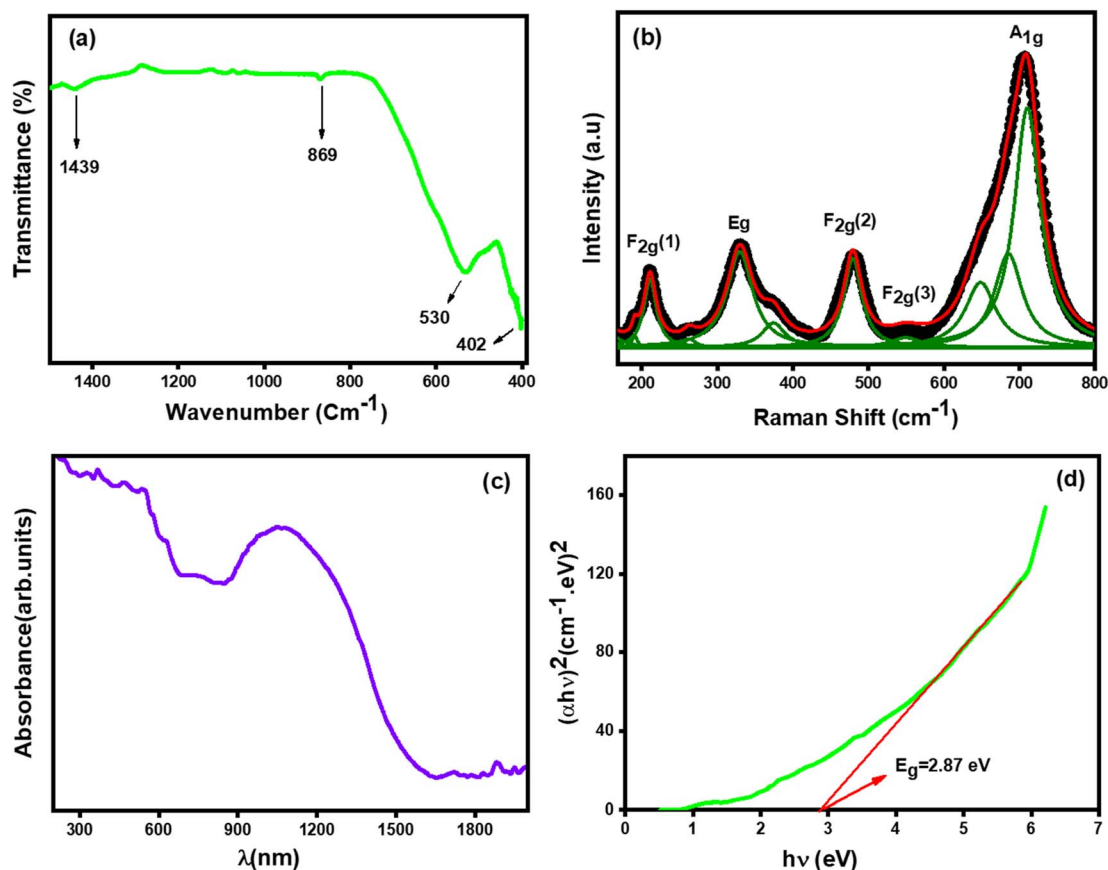 (a)
Transmittance (%)
1439
869
530
402
1400 1200 1000 800 600 400
Wavenumber (Cm⁻¹)
(b)
A1g
Intensity (a.u)
F2g(1)
Eg
F2g(2)
F2g(3)
200 300 400 500 600 700 800
Raman Shift (cm⁻¹)
(c)
Absorbance(arb.units)
300 600 900 1200 1500 1800
λ(nm)
(d)
(αhν)²(cm⁻¹.eV)²
160
120
80
40
0
Eg=2.87 eV
0 1 2 3 4 5 6 7
hν (eV)